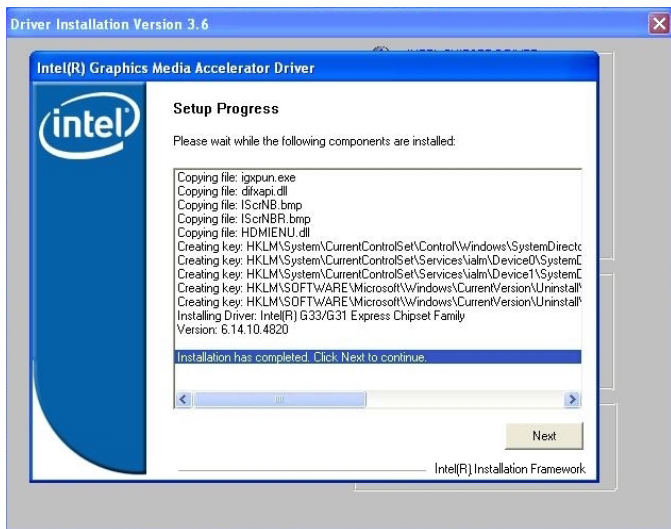 Driver Installation Version 3.6
Intel(R) Graphics Media Accelerator Driver
intel
Setup Progress
Please wait while the following components are installed:
Copying file: igxpun.exe
Copying file: difxapi.dll
Copying file: IScrNB.bmp
Copying file: IScrNBR.bmp
Copying file: HDMIENU.dll
Creating key: HKLM\System\CurrentControlSet\Control\Windows\SystemDirecto
Creating key: HKLM\System\CurrentControlSet\Services\ialm\Device0\SystemD
Creating key: HKLM\System\CurrentControlSet\Services\ialm\Device1\SystemD
Creating key: HKLM\SOFTWARE\Microsoft\Windows\CurrentVersion\Uninstall\
Creating key: HKLM\SOFTWARE\Microsoft\Windows\CurrentVersion\Uninstall\
Installing Driver: Intel(R) G33/G31 Express Chipset Family
Version: 6.14.10.4820
Installation has completed. Click Next to continue.
Next
Intel(R) Installation Framework